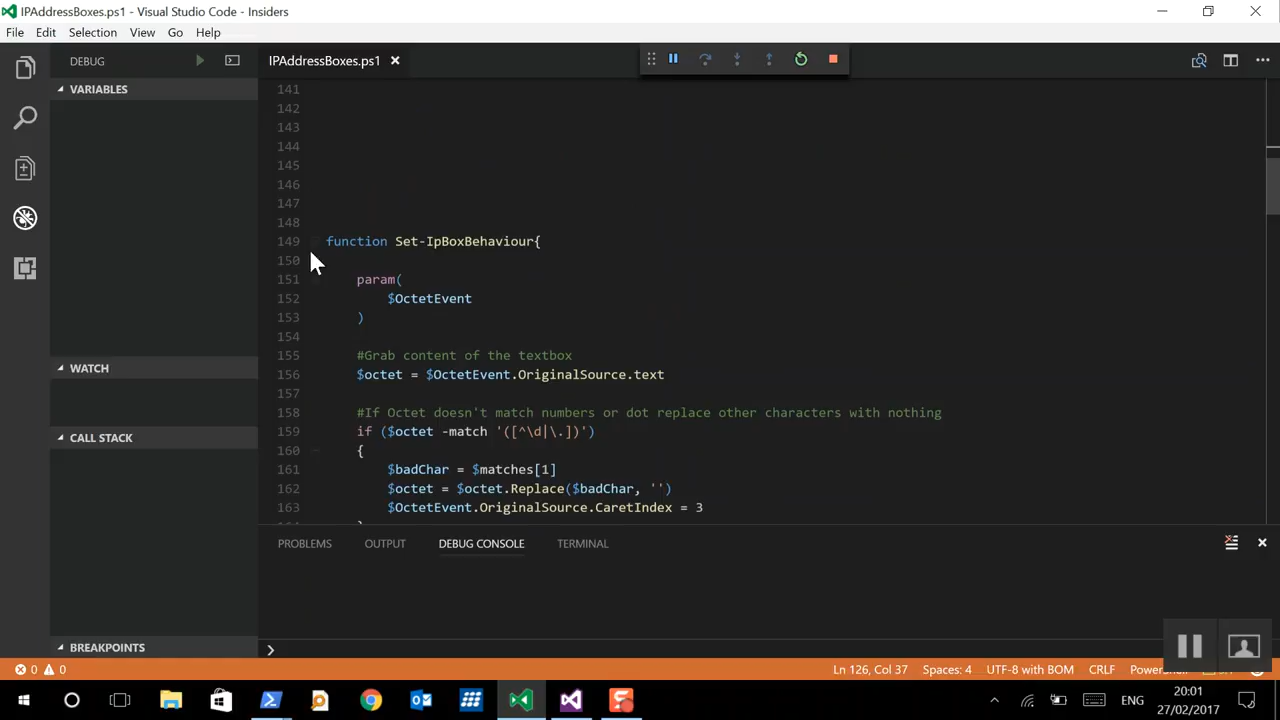 IPAddressBoxes.ps1 - Visual Studio Code - Insiders
File Edit Selection View Go Help
DEBUG
IPAddressBoxes.ps1
VARIABLES
WATCH
CALL STACK
BREAKPOINTS
141
142
143
144
145
146
147
148
149 function Set-IpBoxBehaviour{
150
151 param(
152 $OctetEvent
153 )
154
155 #Grab content of the textbox
156 $octet = $OctetEvent.OriginalSource.text
157
158 #If Octet doesn't match numbers or dot replace other characters with nothing
159 if ($octet -match '([^\d|\.])')
160 {
161 $badChar = $matches[1]
162 $octet = $octet.Replace($badChar, '')
163 $OctetEvent.OriginalSource.CaretIndex = 3
PROBLEMS OUTPUT DEBUG CONSOLE TERMINAL
0 0
Ln 126, Col 37 Spaces: 4 UTF-8 with BOM CRLF
ENG
20:01
27/02/2017